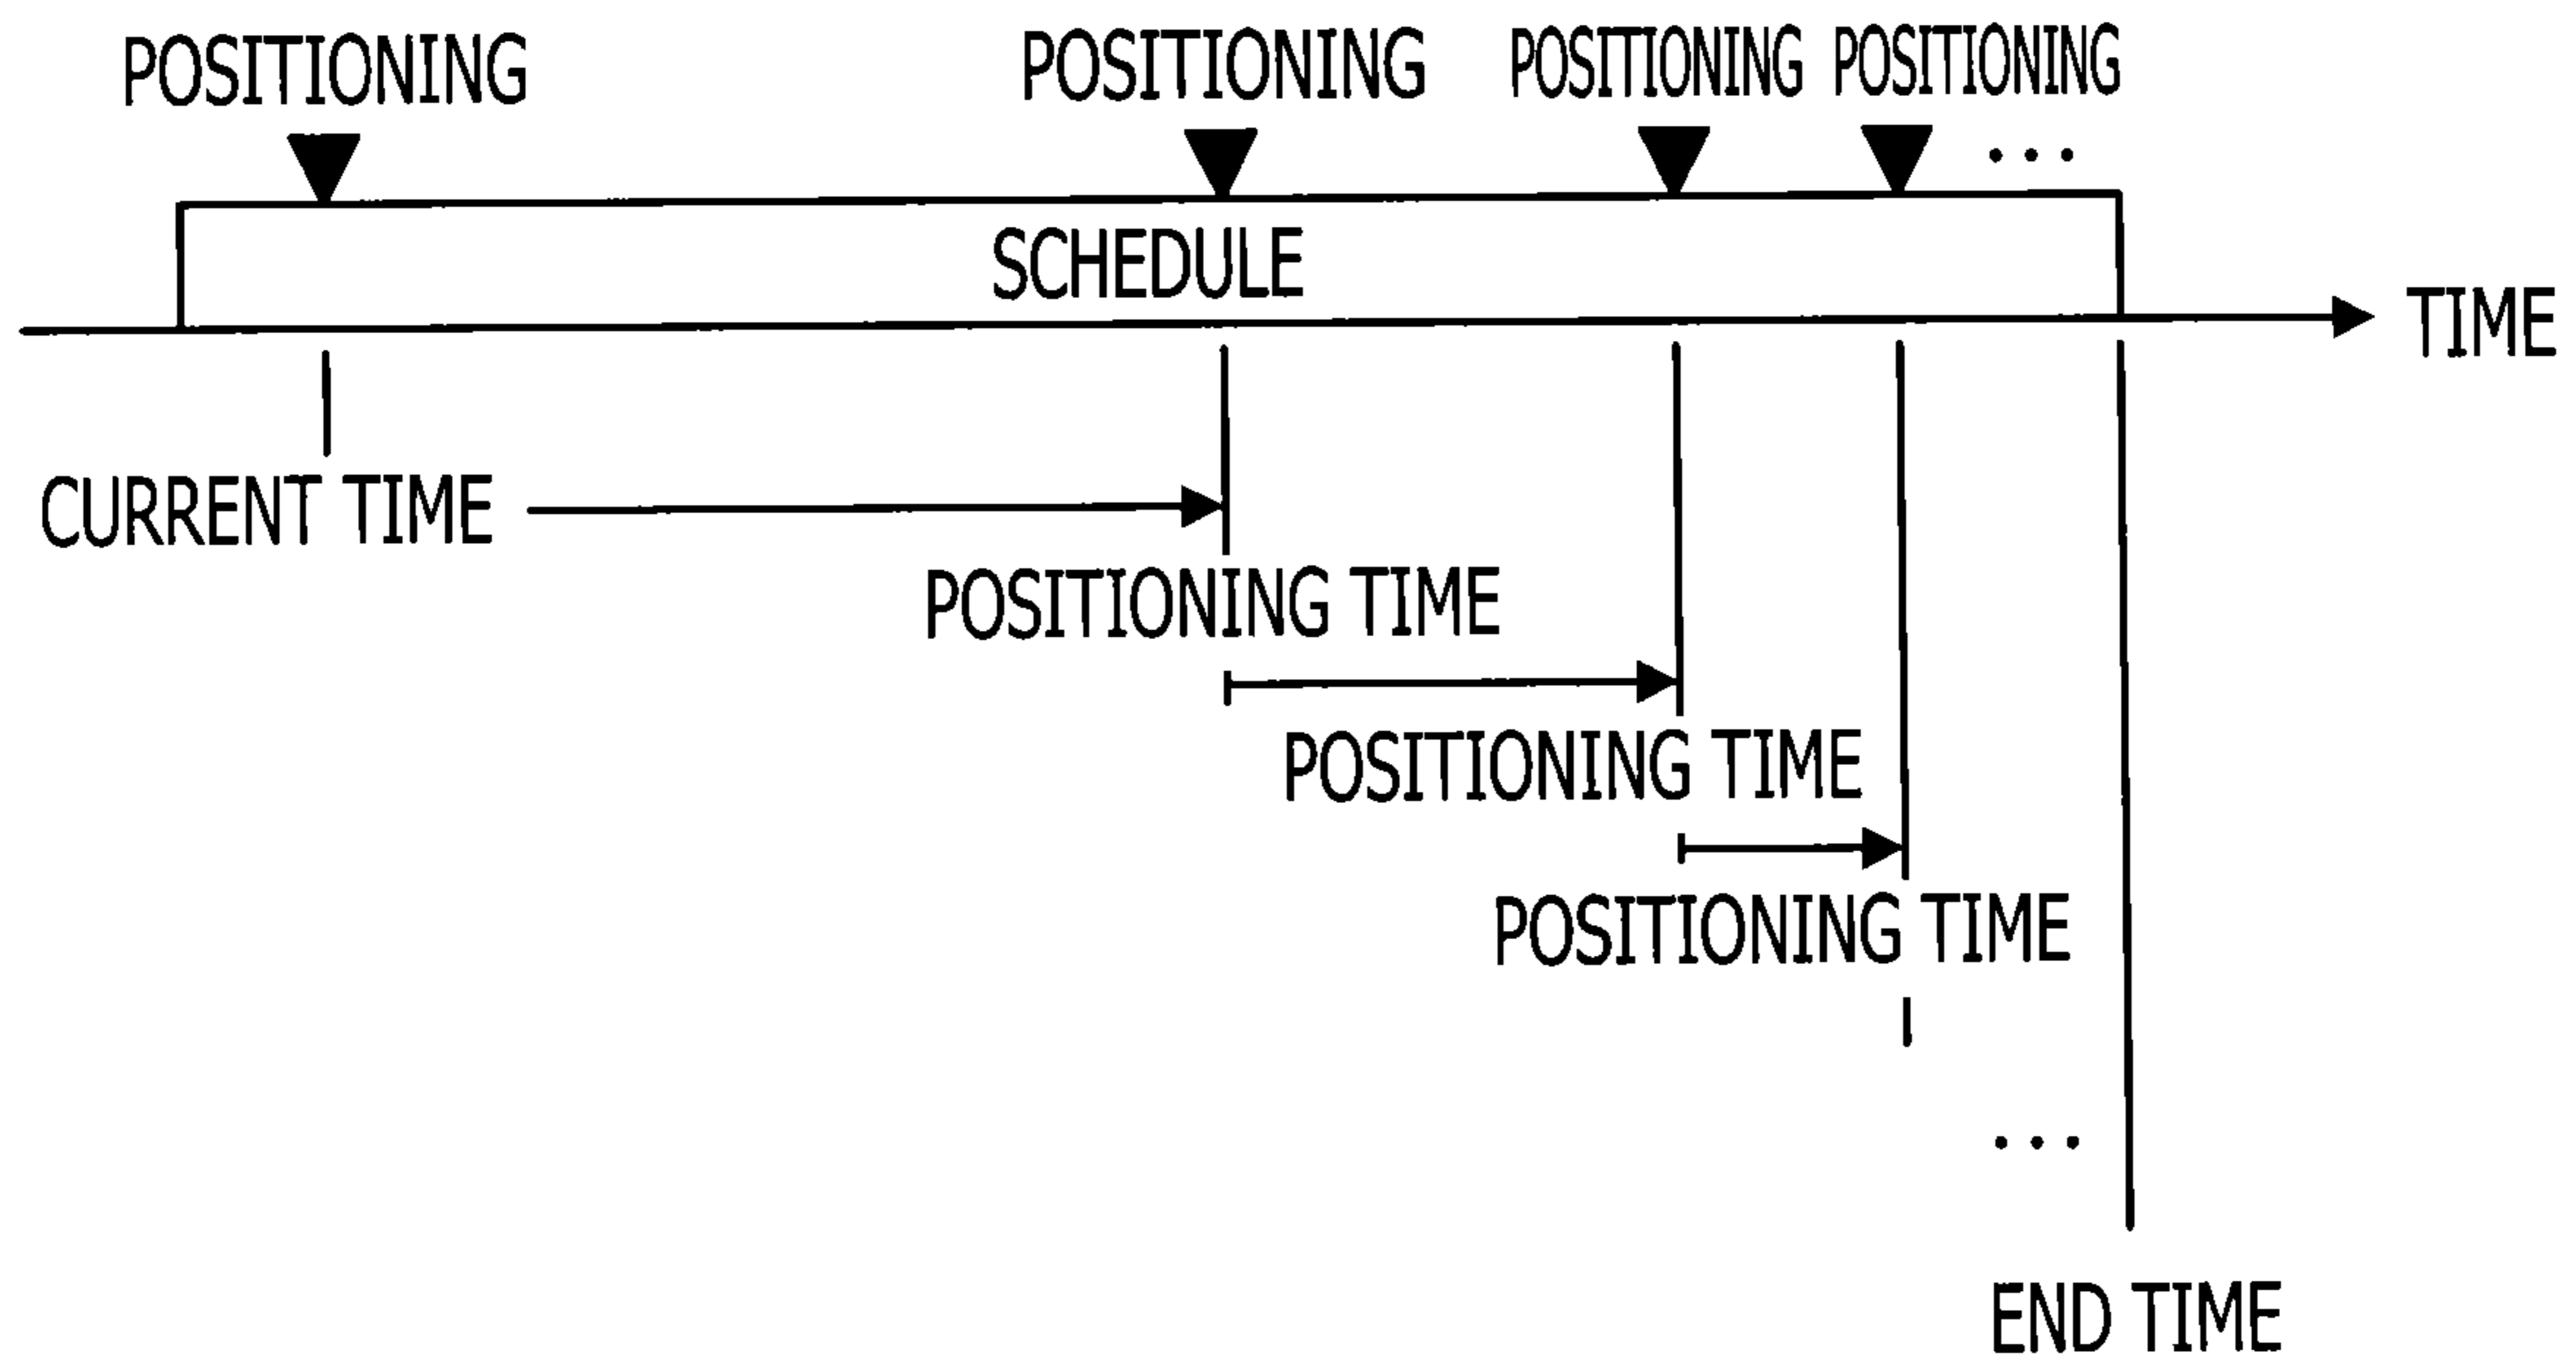 POSITIONING POSITIONING POSITIONING POSITIONING
...
SCHEDULE
TIME
CURRENT TIME
POSITIONING TIME
POSITIONING TIME
POSITIONING TIME
...
END TIME